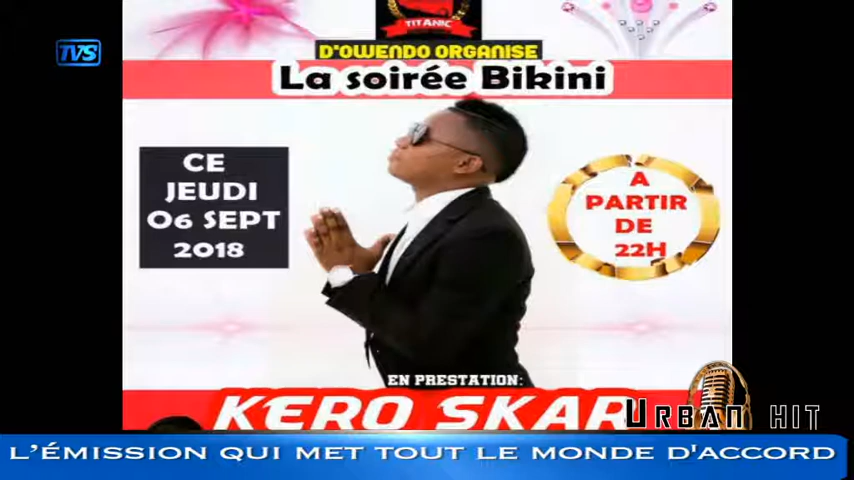 TITANIC
D'OWENDO ORGANISE
TVS
La soirée Bikini
CE
JEUDI
06 SEPT
2018
A
PARTIR
DE
22H
EN PRESTATION:
KERO SKAR
URBAN HIT
L'ÉMISSION QUI MET TOUT LE MONDE D'ACCORD